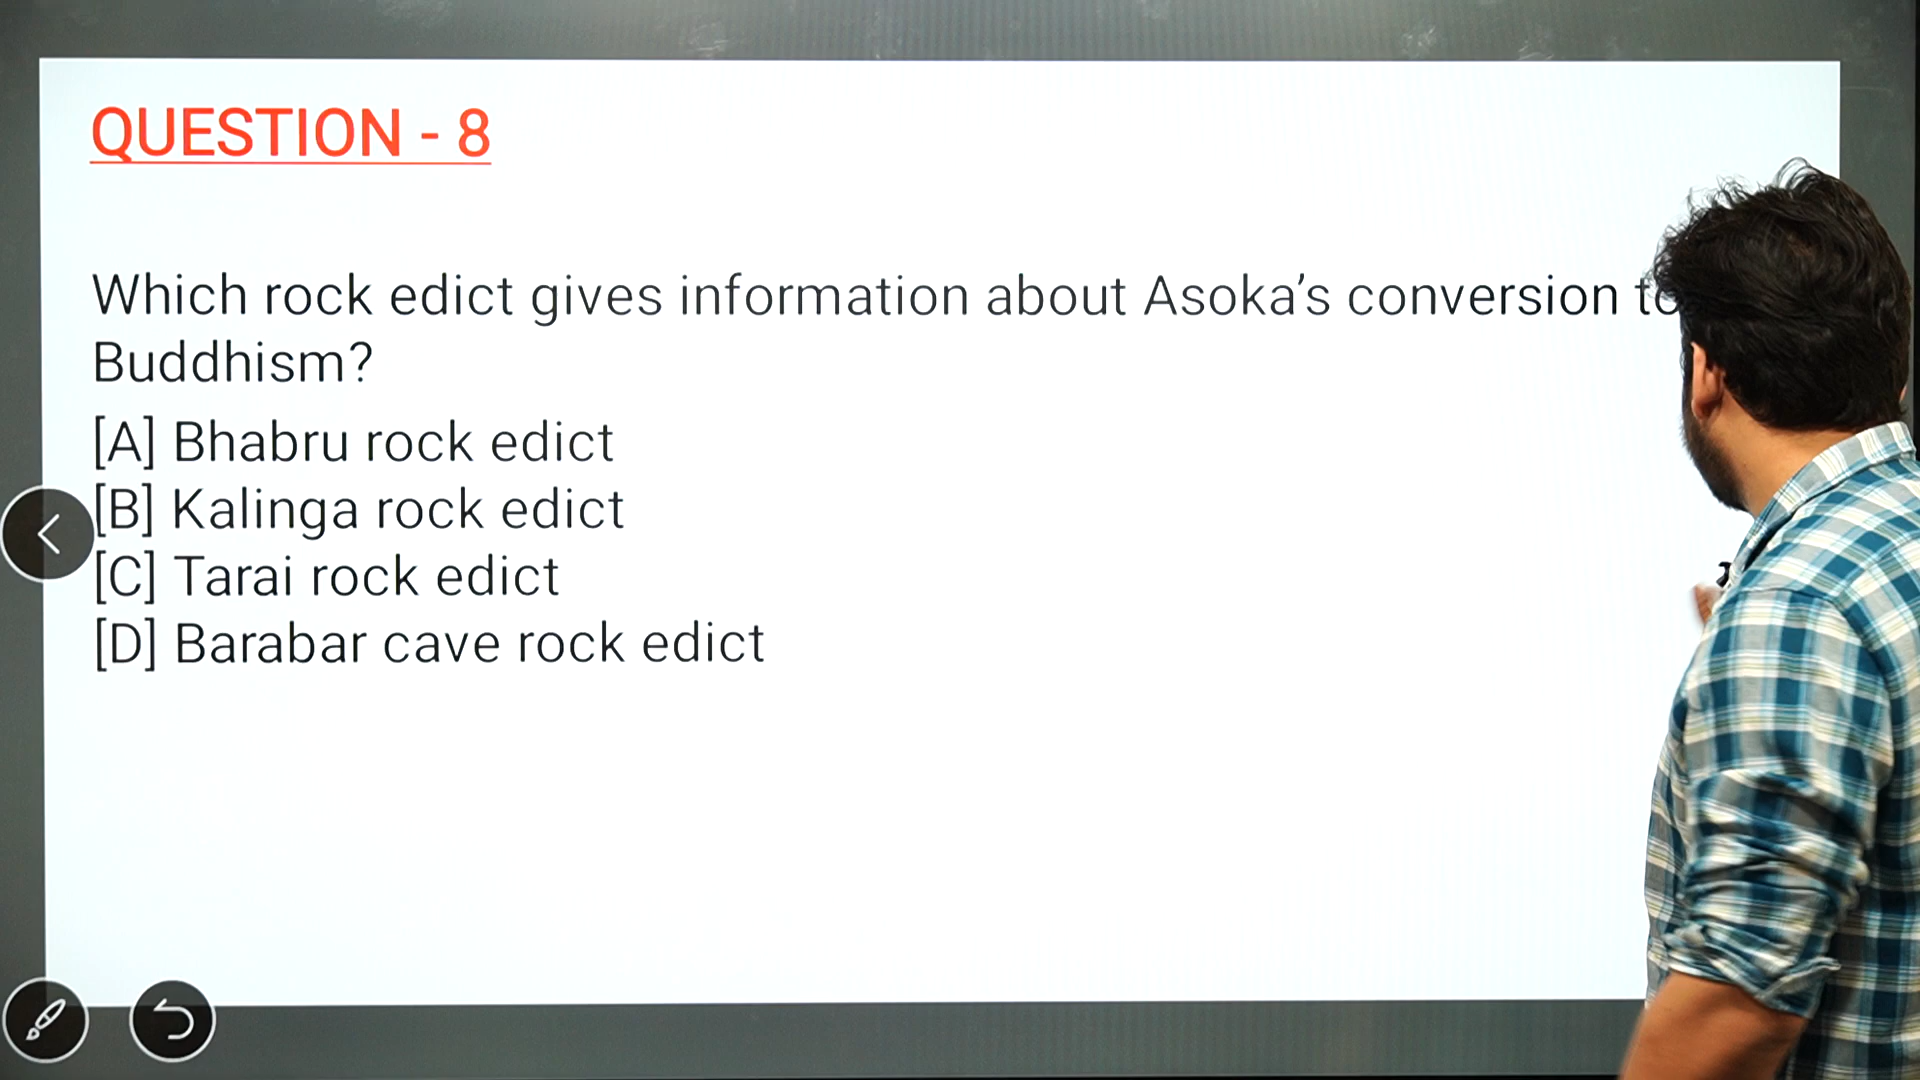 QUESTION - 8
Which rock edict gives information about Asoka's conversion to
Buddhism?
[A] Bhabru rock edict
[B] Kalinga rock edict
[C] Tarai rock edict
[D] Barabar cave rock edict